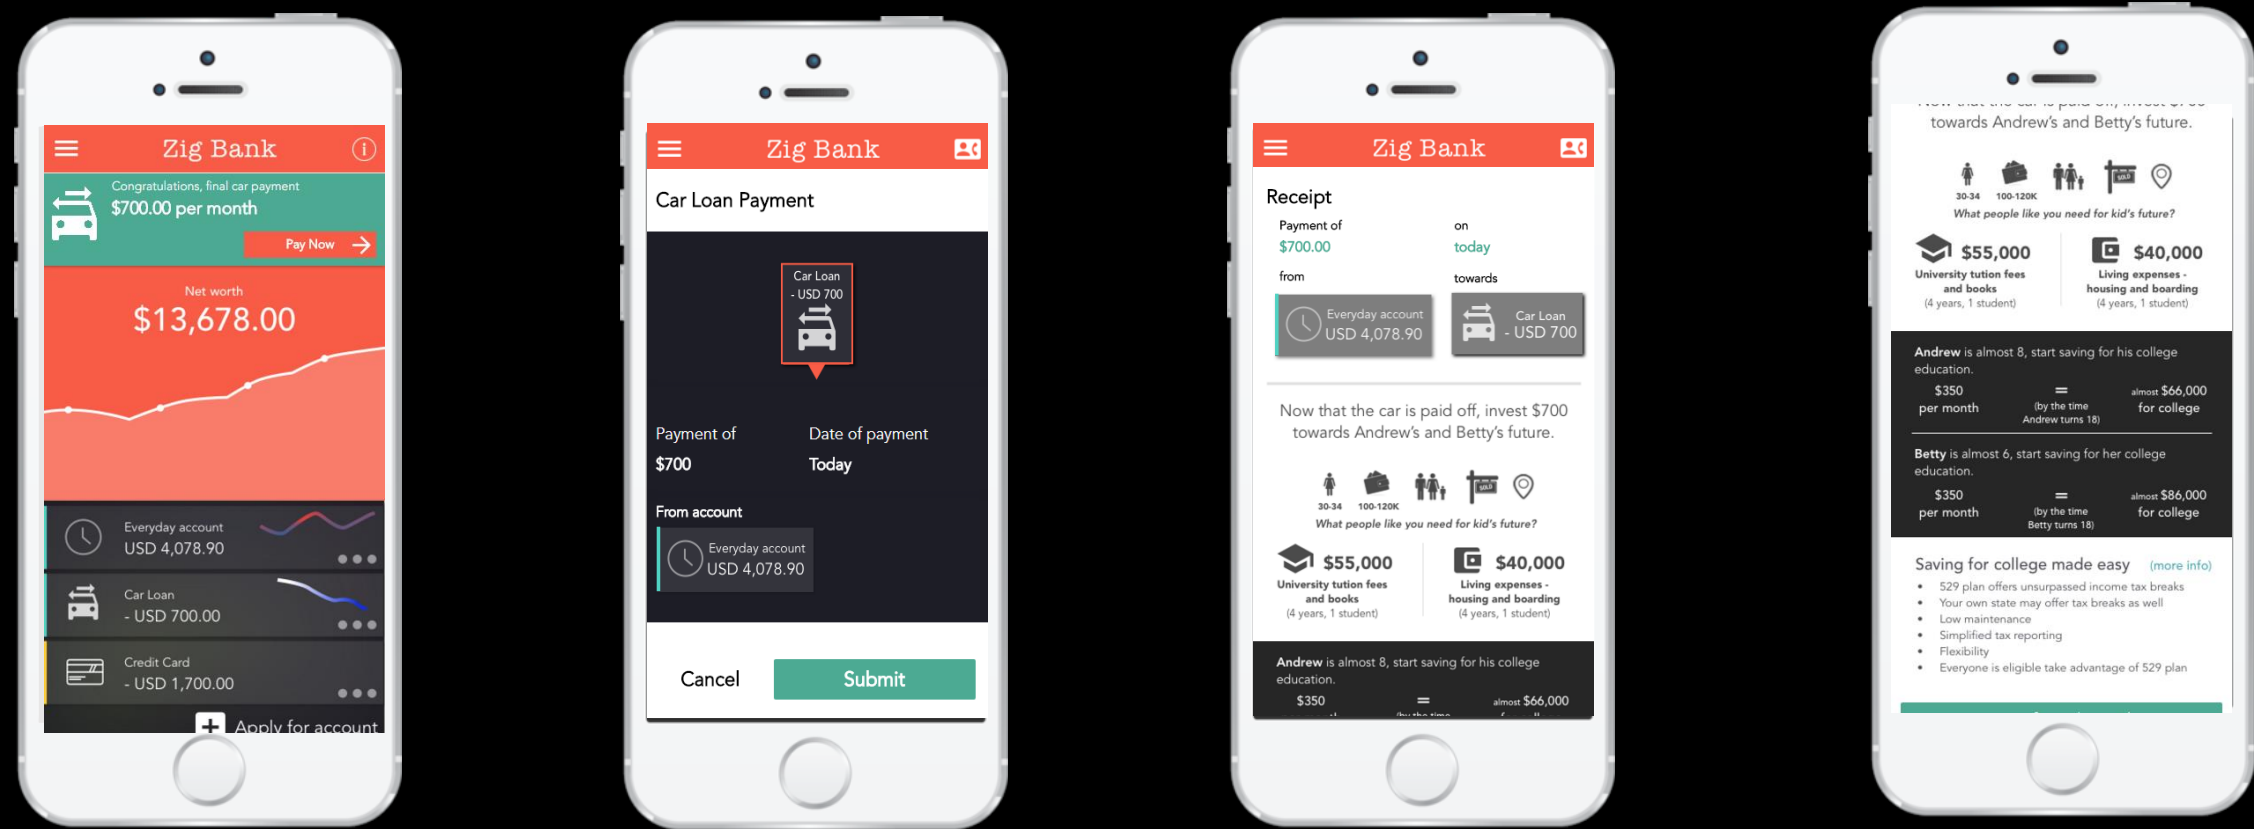 Zig Bank
Congratulations, final car payment
$700.00 per month
Pay Now
Net worth
$13,678.00
Everyday account
USD 4,078.90
Car Loan
- USD 700.00
Credit Card
- USD 1,700.00
Apply for account
Zig Bank
Car Loan Payment
Car Loan
- USD 700
Payment of
Date of payment
$700
Today
From account
Everyday account
USD 4,078.90
Cancel
Submit
Zig Bank
Receipt
Payment of
on
$700.00
today
from
towards
Everyday account
USD 4,078.90
Car Loan
- USD 700
Now that the car is paid off, invest $700
towards Andrew's and Betty's future.
SOLD
30-34
100-120K
What people like you need for kid's future?
$55,000
$40,000
University tution fees
and books
(4 years, 1 student)
Living expenses -
housing and boarding
(4 years, 1 student)
Andrew is almost 8, start saving for his college
education.
$350
=
almost $66,000
(by the time
Now that the car is paid off, invest $700
towards Andrew's and Betty's future.
SOLD
30-34
100-120K
What people like you need for kid's future?
$55,000
$40,000
University tution fees
and books
(4 years, 1 student)
Living expenses -
housing and boarding
(4 years, 1 student)
Andrew is almost 8, start saving for his college
education.
$350
per month
=
(by the time
Andrew turns 18)
almost $66,000
for college
Betty is almost 6, start saving for her college
education.
$350
per month
=
(by the time
Betty turns 18)
almost $86,000
for college
Saving for college made easy (more info)
• 529 plan offers unsurpassed income tax breaks
• Your own state may offer tax breaks as well
• Low maintenance
• Simplified tax reporting
• Flexibility
• Everyone is eligible take advantage of 529 plan